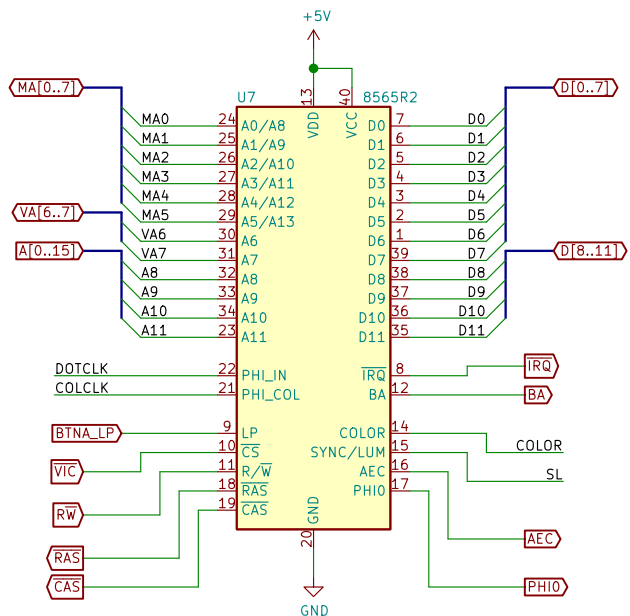 +5V
MA[0..7]
D[0..7]
U7
8565R2
13
40
VDD
VCC
MA0 24 A0/A8 D0 7 D0
MA1 25 A1/A9 D1 6 D1
MA2 26 A2/A10 D2 5 D2
MA3 27 A3/A11 D3 4 D3
MA4 28 A4/A12 D4 3 D4
MA5 29 A5/A13 D5 2 D5
VA[6..7]
VA6 30 A6 D6 1 D6
A[0..15]
D[8..11]
VA7 31 A7 D7 39 D7
A8 32 A8 D8 38 D8
A9 33 A9 D9 37 D9
A10 34 A10 D10 36 D10
A11 23 A11 D11 35 D11
DOTCLK 22 PHI_IN IRQ 8 IRQ
COLCLK 21 PHI_COL BA 12 BA
BTNA_LP 9 LP COLOR 14 COLOR
VIC 10 CS SYNC/LUM 15 SL
RW 11 R/W AEC 16 AEC
RAS 18 RAS PHI0 17 PHI0
CAS 19 CAS
GND
20
GND